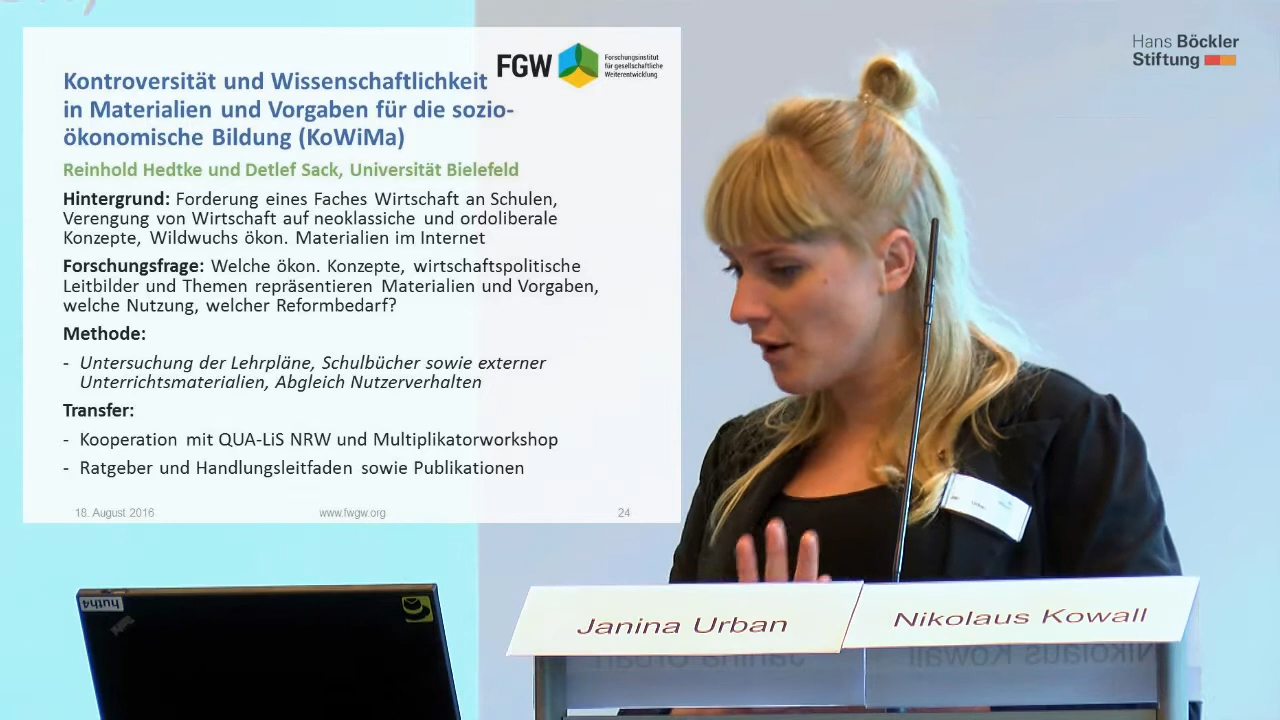 Hans Böckler
Stiftung
FGW
Forschungsinstitut
für gesellschaftliche
Weiterentwicklung
Kontroversität und Wissenschaftlichkeit
in Materialien und Vorgaben für die sozio-
ökonomische Bildung (KoWiMa)
Reinhold Hedtke und Detlef Sack, Universität Bielefeld
Hintergrund: Forderung eines Faches Wirtschaft an Schulen,
Verengung von Wirtschaft auf neoklassiche und ordoliberale
Konzepte, Wildwuchs ökon. Materialien im Internet
Forschungsfrage: Welche ökon. Konzepte, wirtschaftspolitische
Leitbilder und Themen repräsentieren Materialien und Vorgaben,
welche Nutzung, welcher Reformbedarf?
Methode:
- Untersuchung der Lehrpläne, Schulbücher sowie externer
Unterrichtsmaterialien, Abgleich Nutzerverhalten
Transfer:
- Kooperation mit QUA-LiS NRW und Multiplikatorworkshop
- Ratgeber und Handlungsleitfaden sowie Publikationen
18. August 2016 www.fwgw.org 24
huth4
Janina Urban
Nikolaus Kowall